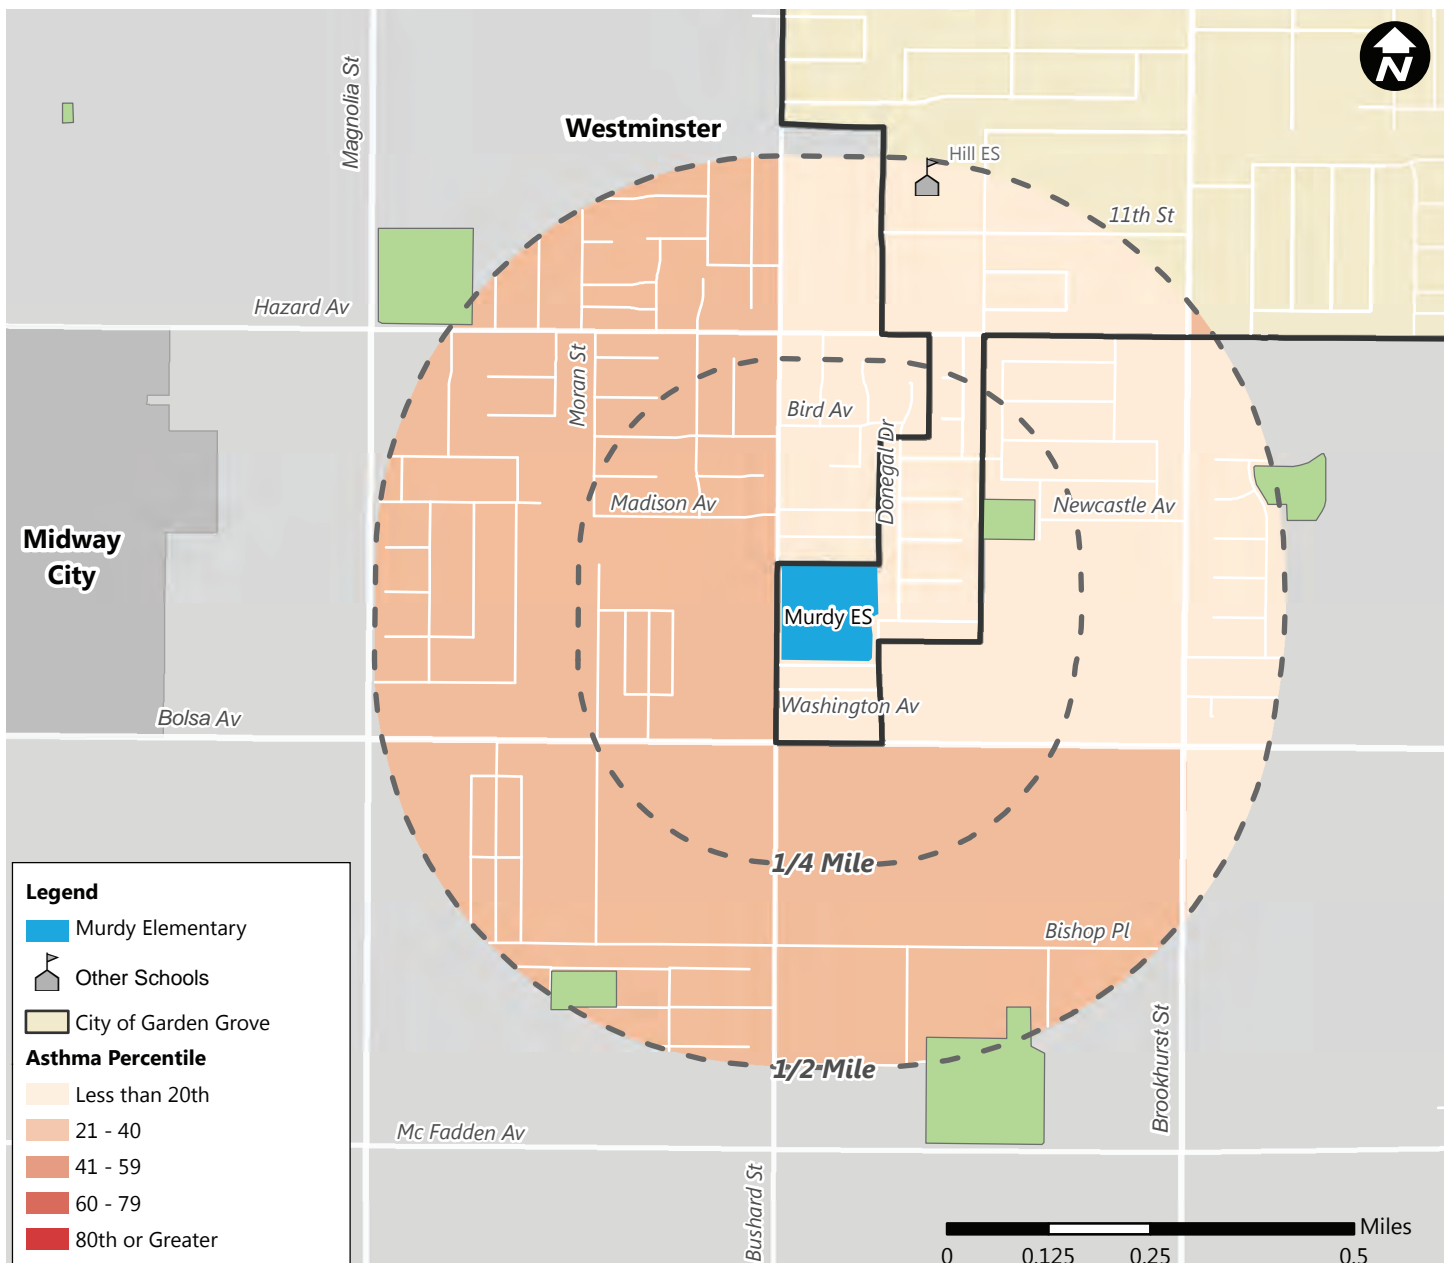 N
Magnolia St
Westminster
Hill ES
11th St
Hazard Av
Moran St
Bird Av
Donegal Dr
Madison Av
Newcastle Av
Midway
City
Murdy ES
Washington Av
Bolsa Av
1/4 Mile
Bishop Pl
1/2 Mile
Brookhurst St
Mc Fadden Av
Bushard St
Legend
Murdy Elementary
Other Schools
City of Garden Grove
Asthma Percentile
Less than 20th
21 - 40
41 - 59
60 - 79
80th or Greater
Miles
0 0.125 0.25 0.5